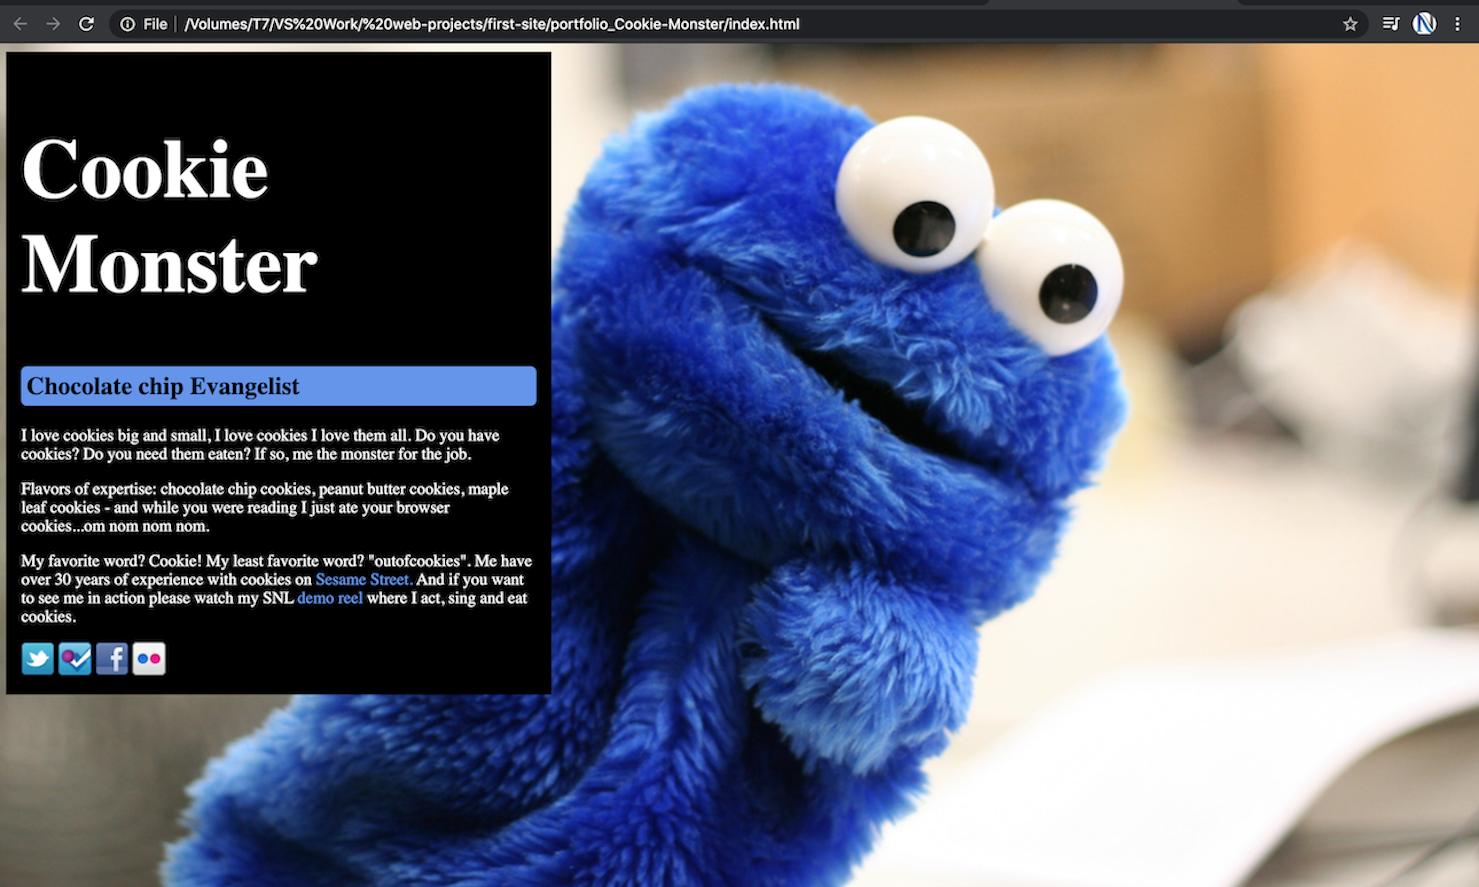 File /Volumes/T7/VS%20Work/%20web-projects/first-site/portfolio_Cookie-Monster/index.html
Cookie
Monster
Chocolate chip Evangelist
I love cookies big and small, I love cookies I love them all. Do you have
cookies? Do you need them eaten? If so, me the monster for the job.
Flavors of expertise: chocolate chip cookies, peanut butter cookies, maple
leaf cookies - and while you were reading I just ate your browser
cookies...om nom nom nom.
My favorite word? Cookie! My least favorite word? "outofcookies". Me have
over 30 years of experience with cookies on Sesame Street. And if you want
to see me in action please watch my SNL demo reel where I act, sing and eat
cookies.